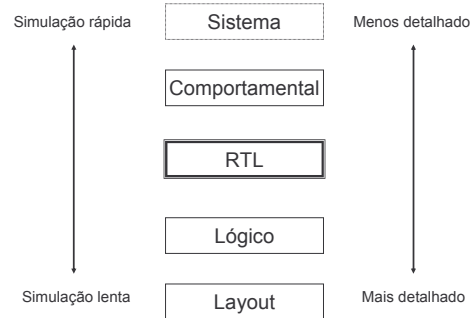 Simulação rápida
Sistema
Menos detalhado
Comportamental
RTL
Lógico
Simulação lenta
Layout
Mais detalhado